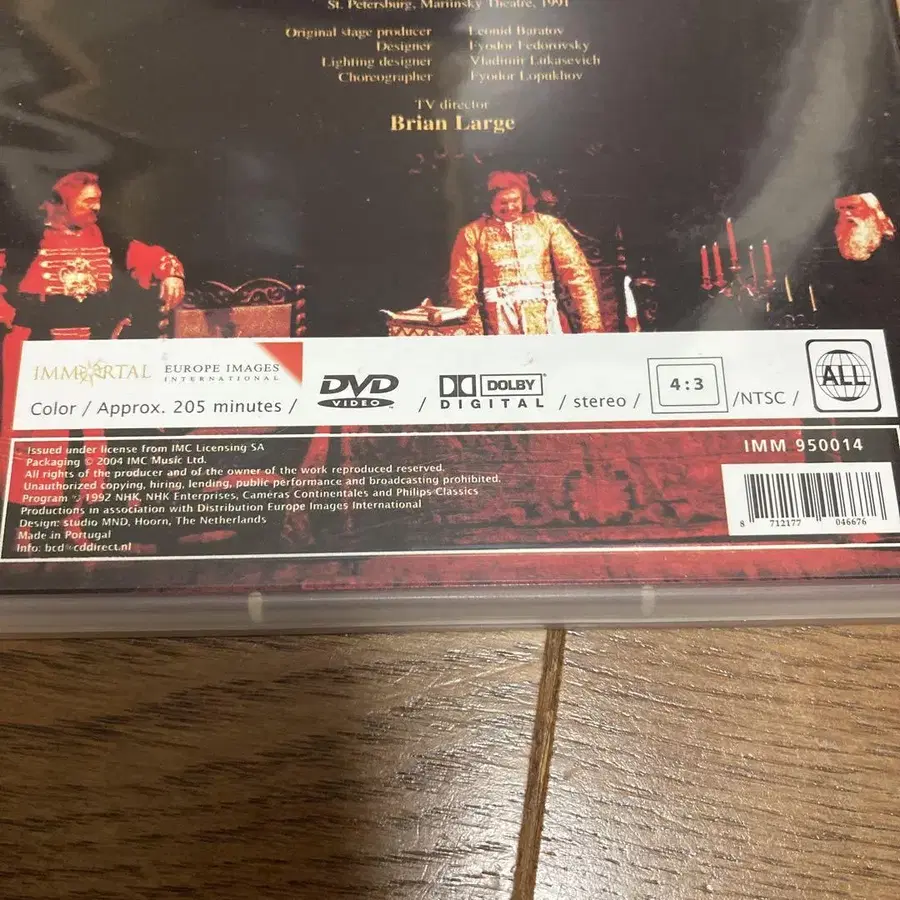 St. Petersburg, Mariinsky Theatre, 1991
Original stage producer Leonid Baratov
Designer Fyodor Fedorovsky
Lighting designer Vladimir Lukasevich
Choreographer Fyodor Lopukhov
TV director
Brian Large
IMMORTAL EUROPE IMAGES INTERNATIONAL
Color / Approx. 205 minutes / DVD VIDEO / DOLBY DIGITAL / stereo / 4:3 /NTSC / ALL
Issued under license from IMC Licensing SA
Packaging © 2004 IMC Music Ltd.
All rights of the producer and of the owner of the work reproduced reserved.
Unauthorized copying, hiring, lending, public performance and broadcasting prohibited.
Program ℗ 1992 NHK, NHK Enterprises, Cameras Continentales and Philips Classics
Productions in association with Distribution Europe Images International
Design: studio MND, Hoorn, The Netherlands
Made in Portugal
Info: bcd@cddirect.nl
IMM 950014
8 712177 046676